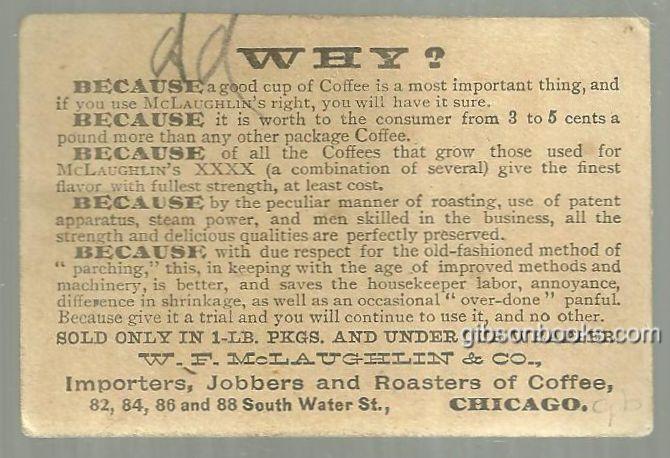 WHY?
BECAUSE a good cup of Coffee is a most important thing, and
if you use McLAUGHLIN'S right, you will have it sure.
BECAUSE it is worth to the consumer from 3 to 5 cents a
pound more than any other package Coffee.
BECAUSE of all the Coffees that grow those used for
McLAUGHLIN'S XXXX (a combination of several) give the finest
flavor with fullest strength, at least cost.
BECAUSE by the peculiar manner of roasting, use of patent
apparatus, steam power, and men skilled in the business, all the
strength and delicious qualities are perfectly preserved.
BECAUSE with due respect for the old-fashioned method of
" parching," this, in keeping with the age of improved methods and
machinery, is better, and saves the housekeeper labor, annoyance,
difference in shrinkage, as well as an occasional " over-done " panful.
Because give it a trial and you will continue to use it, and no other.
SOLD ONLY IN 1-LB. PKGS. AND UNDER
gibsonbooks.com
W. F. McLAUGHLIN & CO.,
Importers, Jobbers and Roasters of Coffee,
82, 84, 86 and 88 South Water St., CHICAGO.